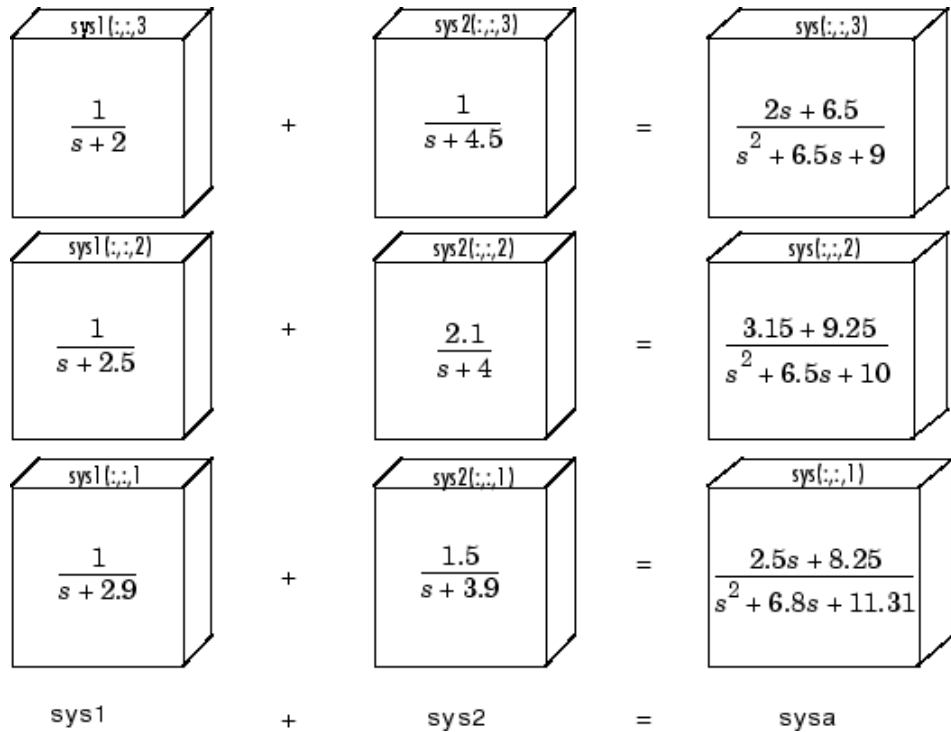 sys1(:,:,3 sys2(:,:,3) sys(:,:,3)
1/(s + 2) + 1/(s + 4.5) = (2s + 6.5)/(s^2 + 6.5s + 9)
sys1(:,:,2) sys2(:,:,2) sys(:,:,2)
1/(s + 2.5) + 2.1/(s + 4) = (3.15 + 9.25)/(s^2 + 6.5s + 10)
sys1(:,:,1 sys2(:,:,1) sys(:,:,1)
1/(s + 2.9) + 1.5/(s + 3.9) = (2.5s + 8.25)/(s^2 + 6.8s + 11.31)
sys1 + sys2 = sysa